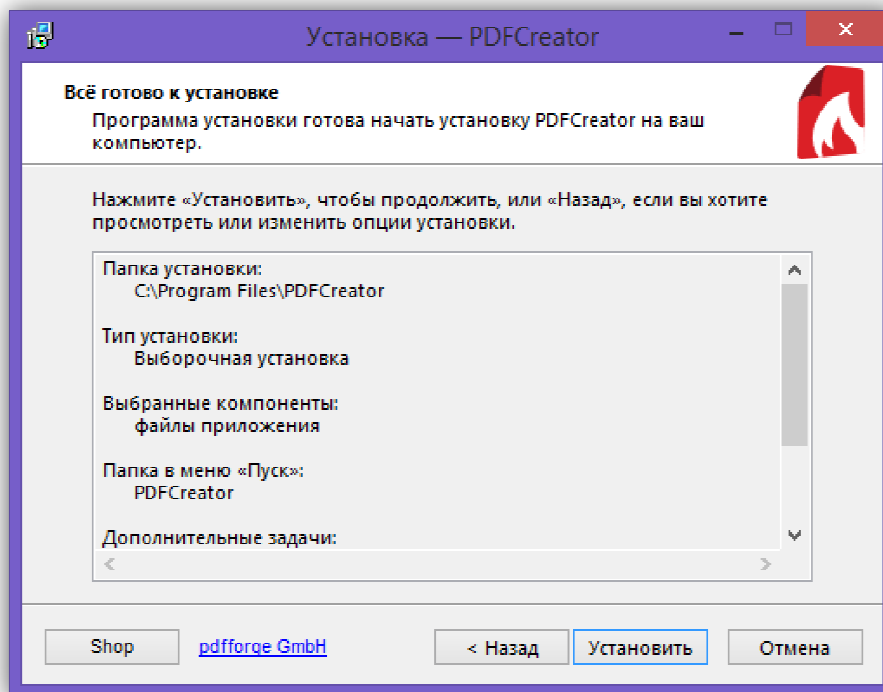 Установка — PDFCreator
Всё готово к установке
Программа установки готова начать установку PDFCreator на ваш
компьютер.
Нажмите «Установить», чтобы продолжить, или «Назад», если вы хотите
просмотреть или изменить опции установки.
Папка установки:
C:\Program Files\PDFCreator
Тип установки:
Выборочная установка
Выбранные компоненты:
файлы приложения
Папка в меню «Пуск»:
PDFCreator
Дополнительные задачи:
Shop pdfforge GmbH < Назад Установить Отмена